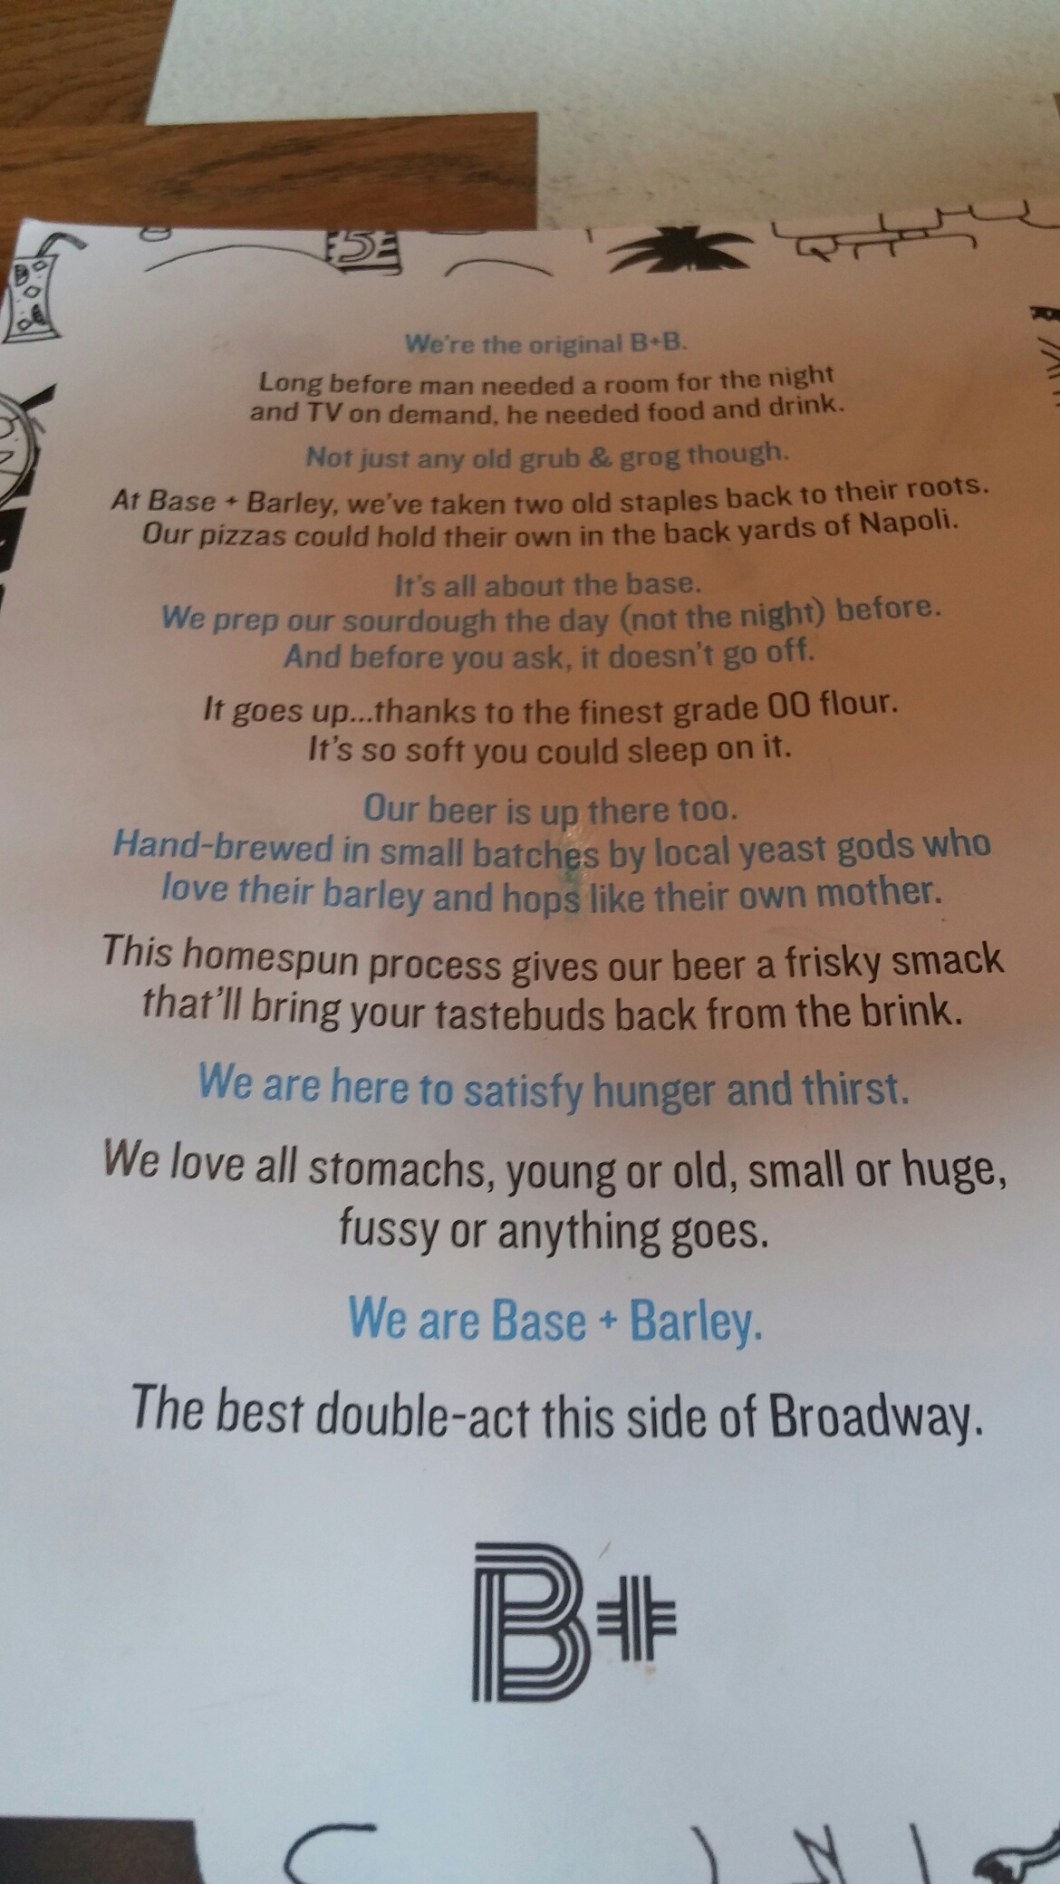 5
We're the original B+B.
Long before man needed a room for the night
and TV on demand, he needed food and drink.
Not just any old grub & grog though.
At Base + Barley, we've taken two old staples back to their roots.
Our pizzas could hold their own in the back yards of Napoli.
It's all about the base.
We prep our sourdough the day (not the night) before.
And before you ask, it doesn't go off.
It goes up...thanks to the finest grade 00 flour.
It's so soft you could sleep on it.
Our beer is up there too.
Hand-brewed in small batches by local yeast gods who
love their barley and hops like their own mother.
This homespun process gives our beer a frisky smack
that'll bring your tastebuds back from the brink.
We are here to satisfy hunger and thirst.
We love all stomachs, young or old, small or huge,
fussy or anything goes.
We are Base + Barley.
The best double-act this side of Broadway.
B+